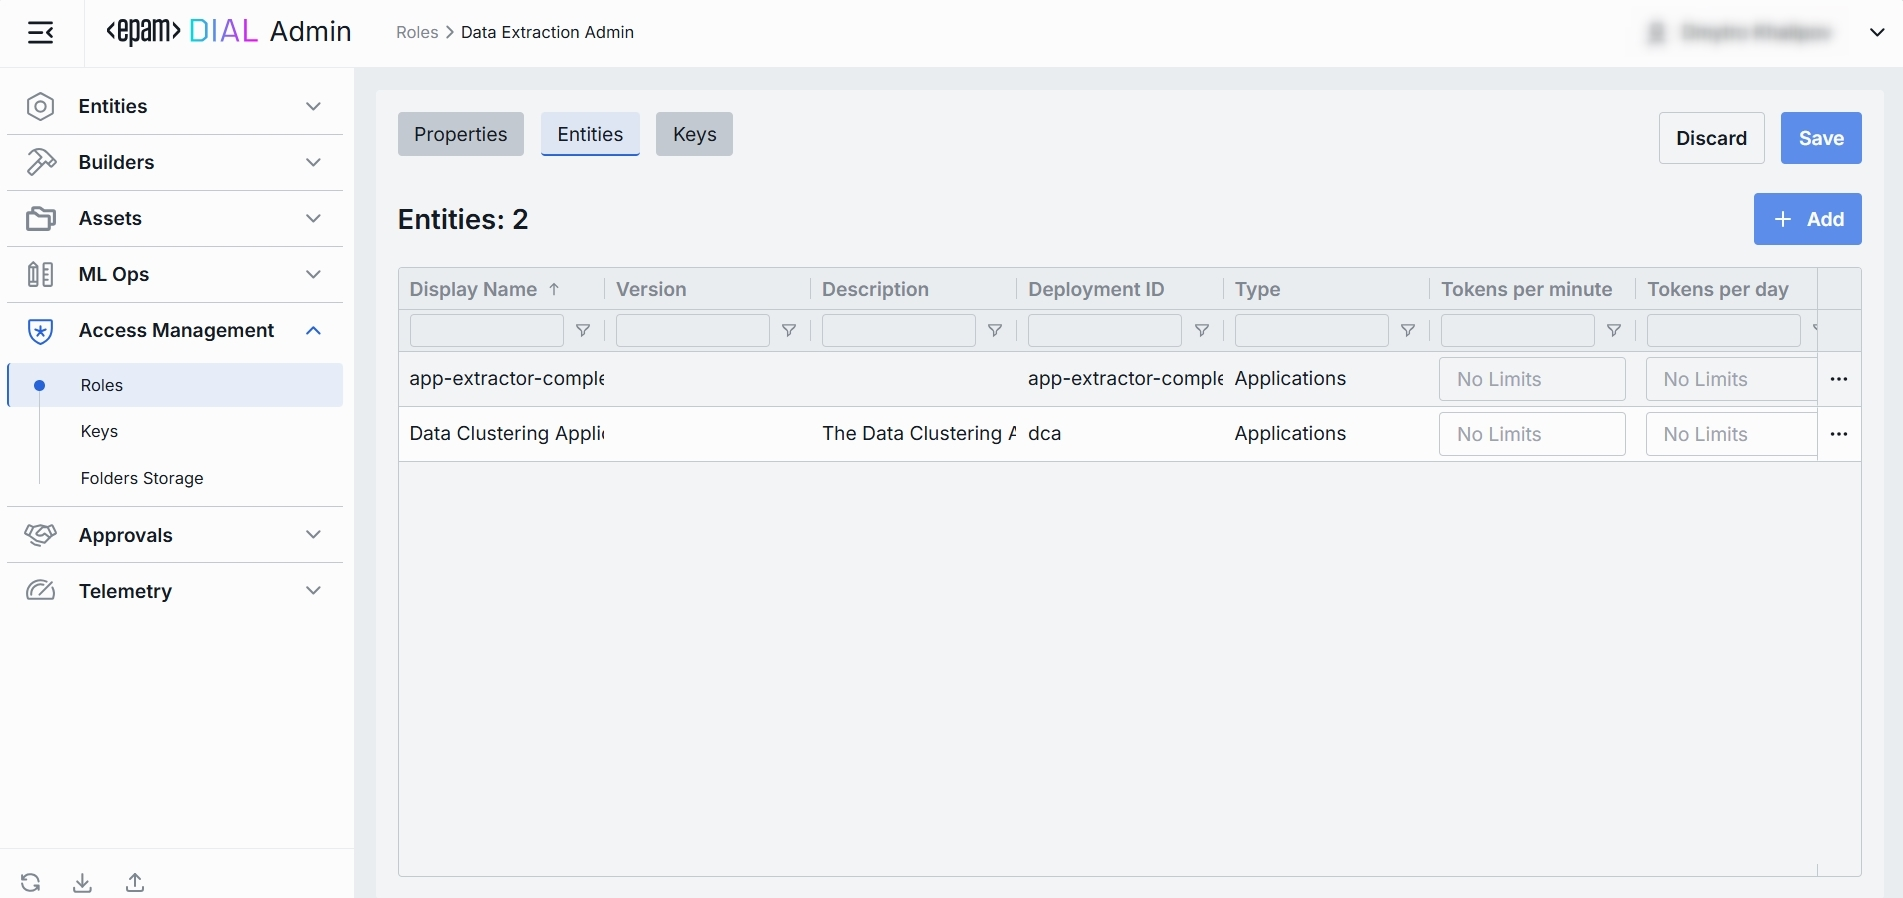 <epam> DIAL Admin
Roles > Data Extraction Admin
Entities
Builders
Assets
ML Ops
Access Management
Roles
Keys
Folders Storage
Approvals
Telemetry
Properties Entities Keys
Discard Save
Entities: 2
+ Add
Display Name ↑ Version Description Deployment ID Type Tokens per minute Tokens per day
app-extractor-comple app-extractor-comple Applications No Limits No Limits ...
Data Clustering Appli The Data Clustering A dca Applications No Limits No Limits ...